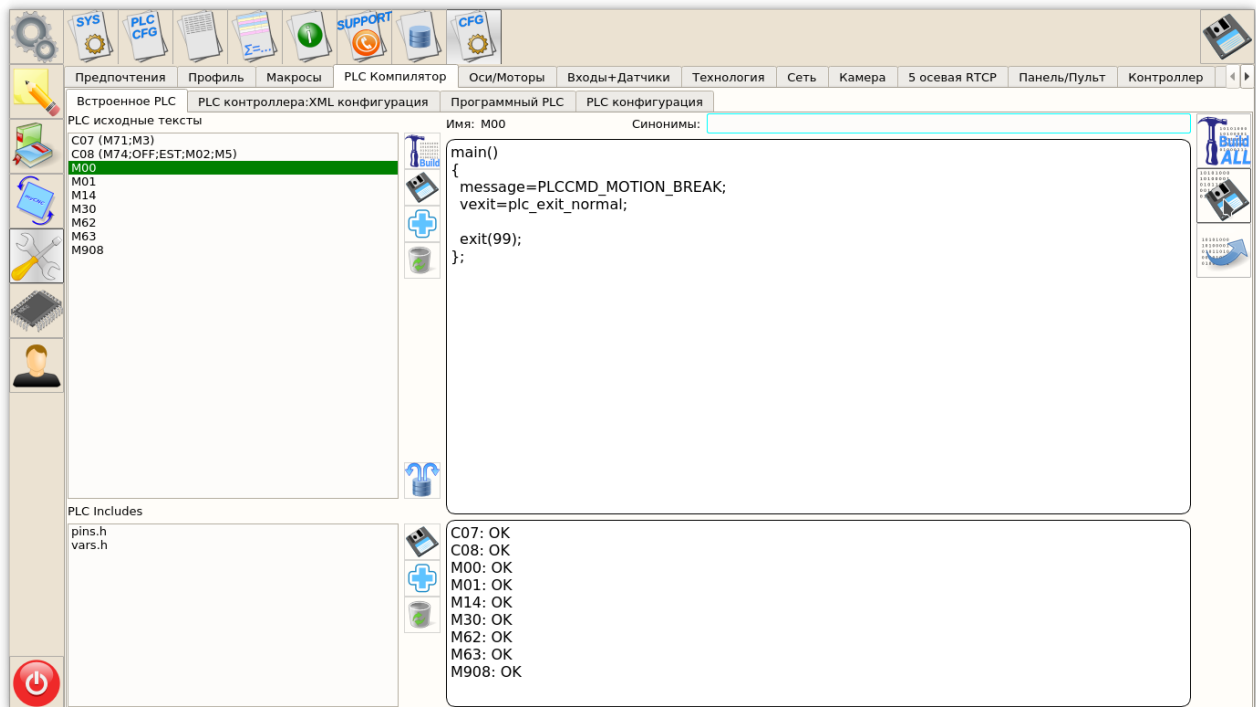 SYS
PLC CFG
Σ=...
SUPPORT
CFG
Предпочтения Профиль Макросы PLC Компилятор Оси/Моторы Входы+Датчики Технология Сеть Камера 5 осевая RTCP Панель/Пульт Контроллер
Встроенное PLC PLC контроллера:XML конфигурация Программный PLC PLC конфигурация
PLC исходные тексты
Имя: M00 Синонимы:
C07 (M71;M3)
C08 (M74;OFF;EST;M02;M5)
M00
M01
M14
M30
M62
M63
M908
Build
main()
{
message=PLCCMD_MOTION_BREAK;
vexit=plc_exit_normal;
exit(99);
};
Build
ALL
myCNC
PLC Includes
pins.h
vars.h
C07: OK
C08: OK
M00: OK
M01: OK
M14: OK
M30: OK
M62: OK
M63: OK
M908: OK